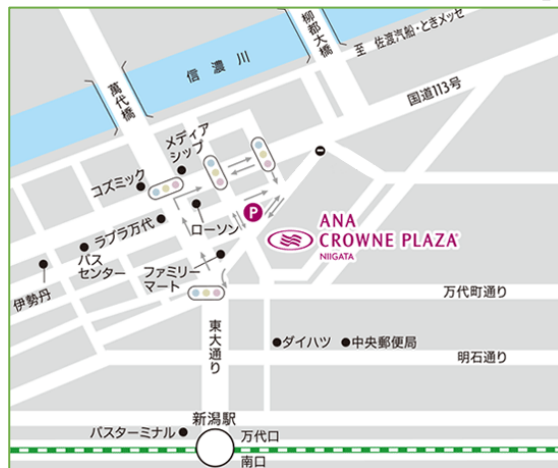 柳都大橋
至 佐渡汽船・ときメッセ
信濃川
萬代橋
国道113号
メディア
シップ
コズミック
P
ANA
CROWNE PLAZA
NIIGATA
ローソン
ラブラ万代
バス
センター
ファミリー
マート
伊勢丹
万代町通り
東大通り
ダイハツ
中央郵便局
明石通り
新潟駅
バスターミナル
万代口
南口